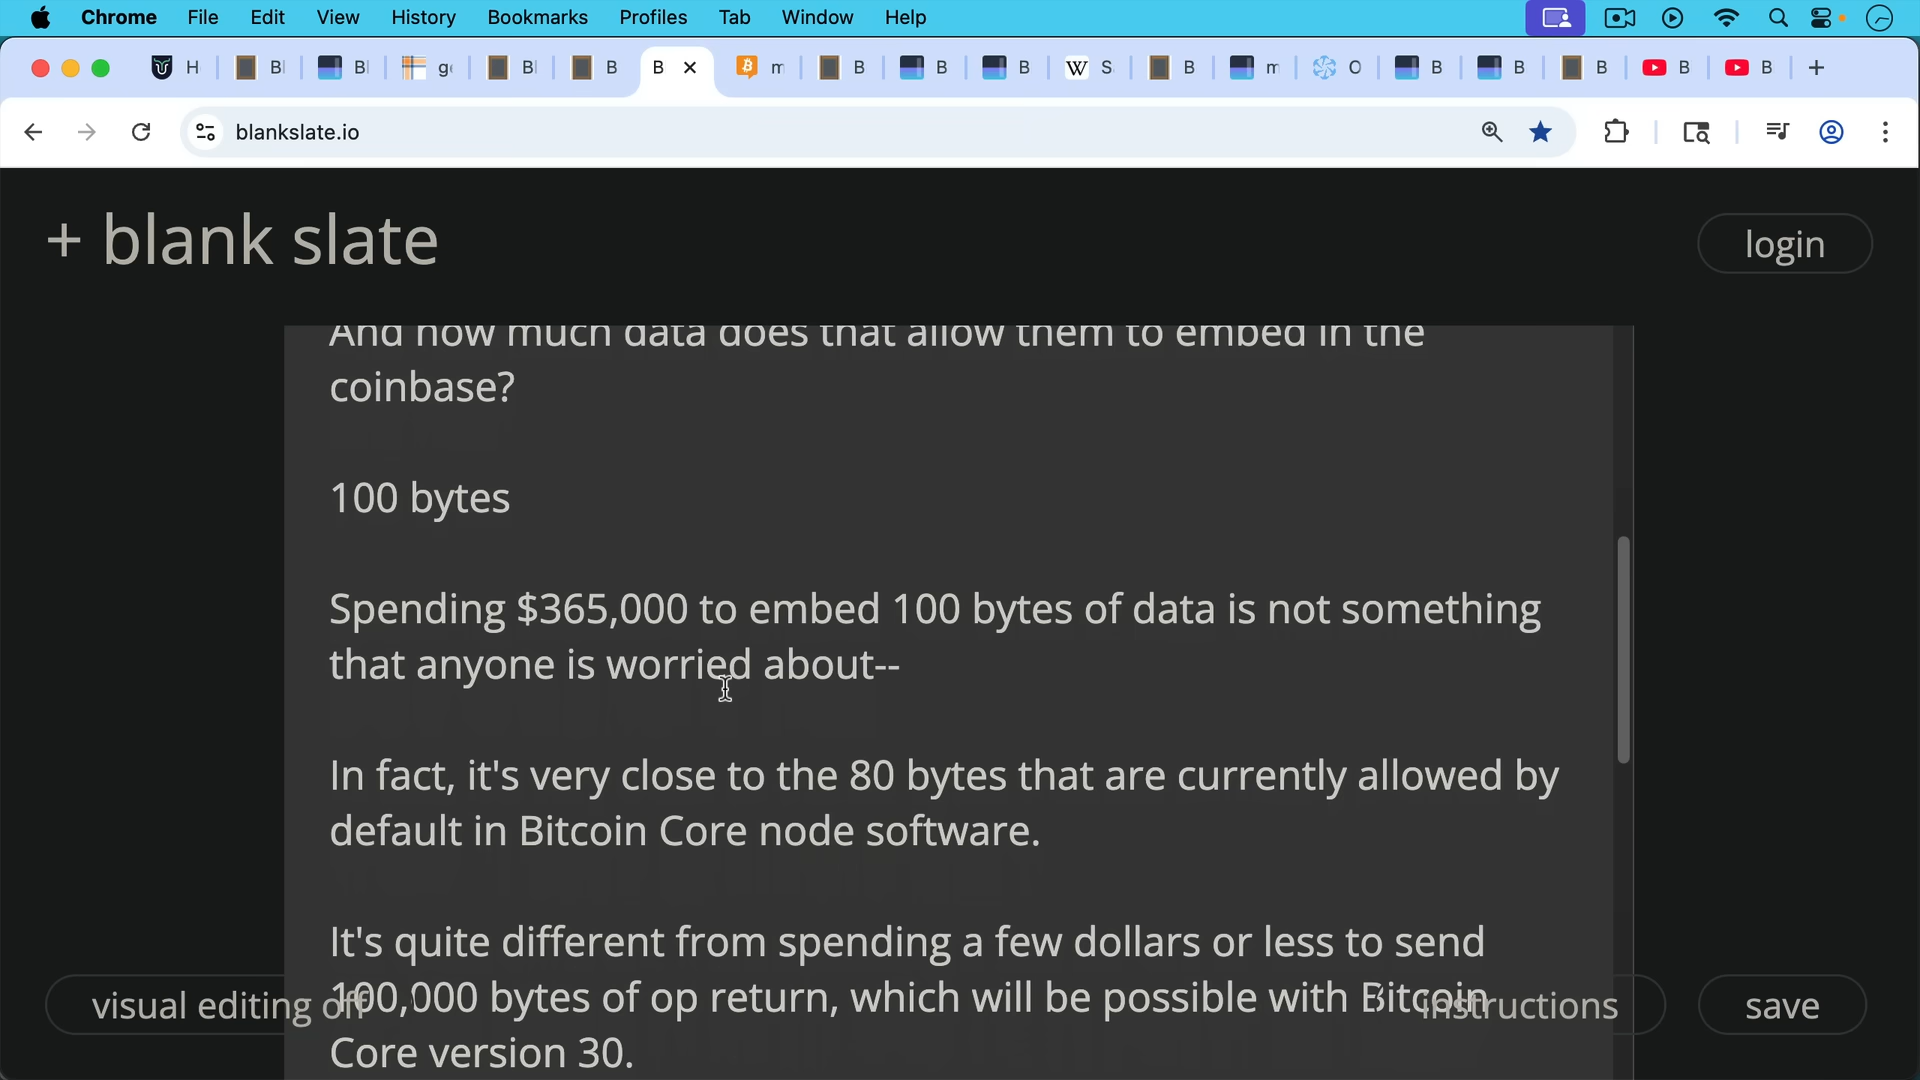 Chrome File Edit View History Bookmarks Profiles Tab Window Help
H B B g B B B m B B B W S B m O B B B B B
blankslate.io
+ blank slate
login
And how much data does that allow them to embed in the
coinbase?
100 bytes
Spending $365,000 to embed 100 bytes of data is not something
that anyone is worried about--
In fact, it's very close to the 80 bytes that are currently allowed by
default in Bitcoin Core node software.
It's quite different from spending a few dollars or less to send
100,000 bytes of op return, which will be possible with Bitcoin
Core version 30.
visual editing off
instructions
save